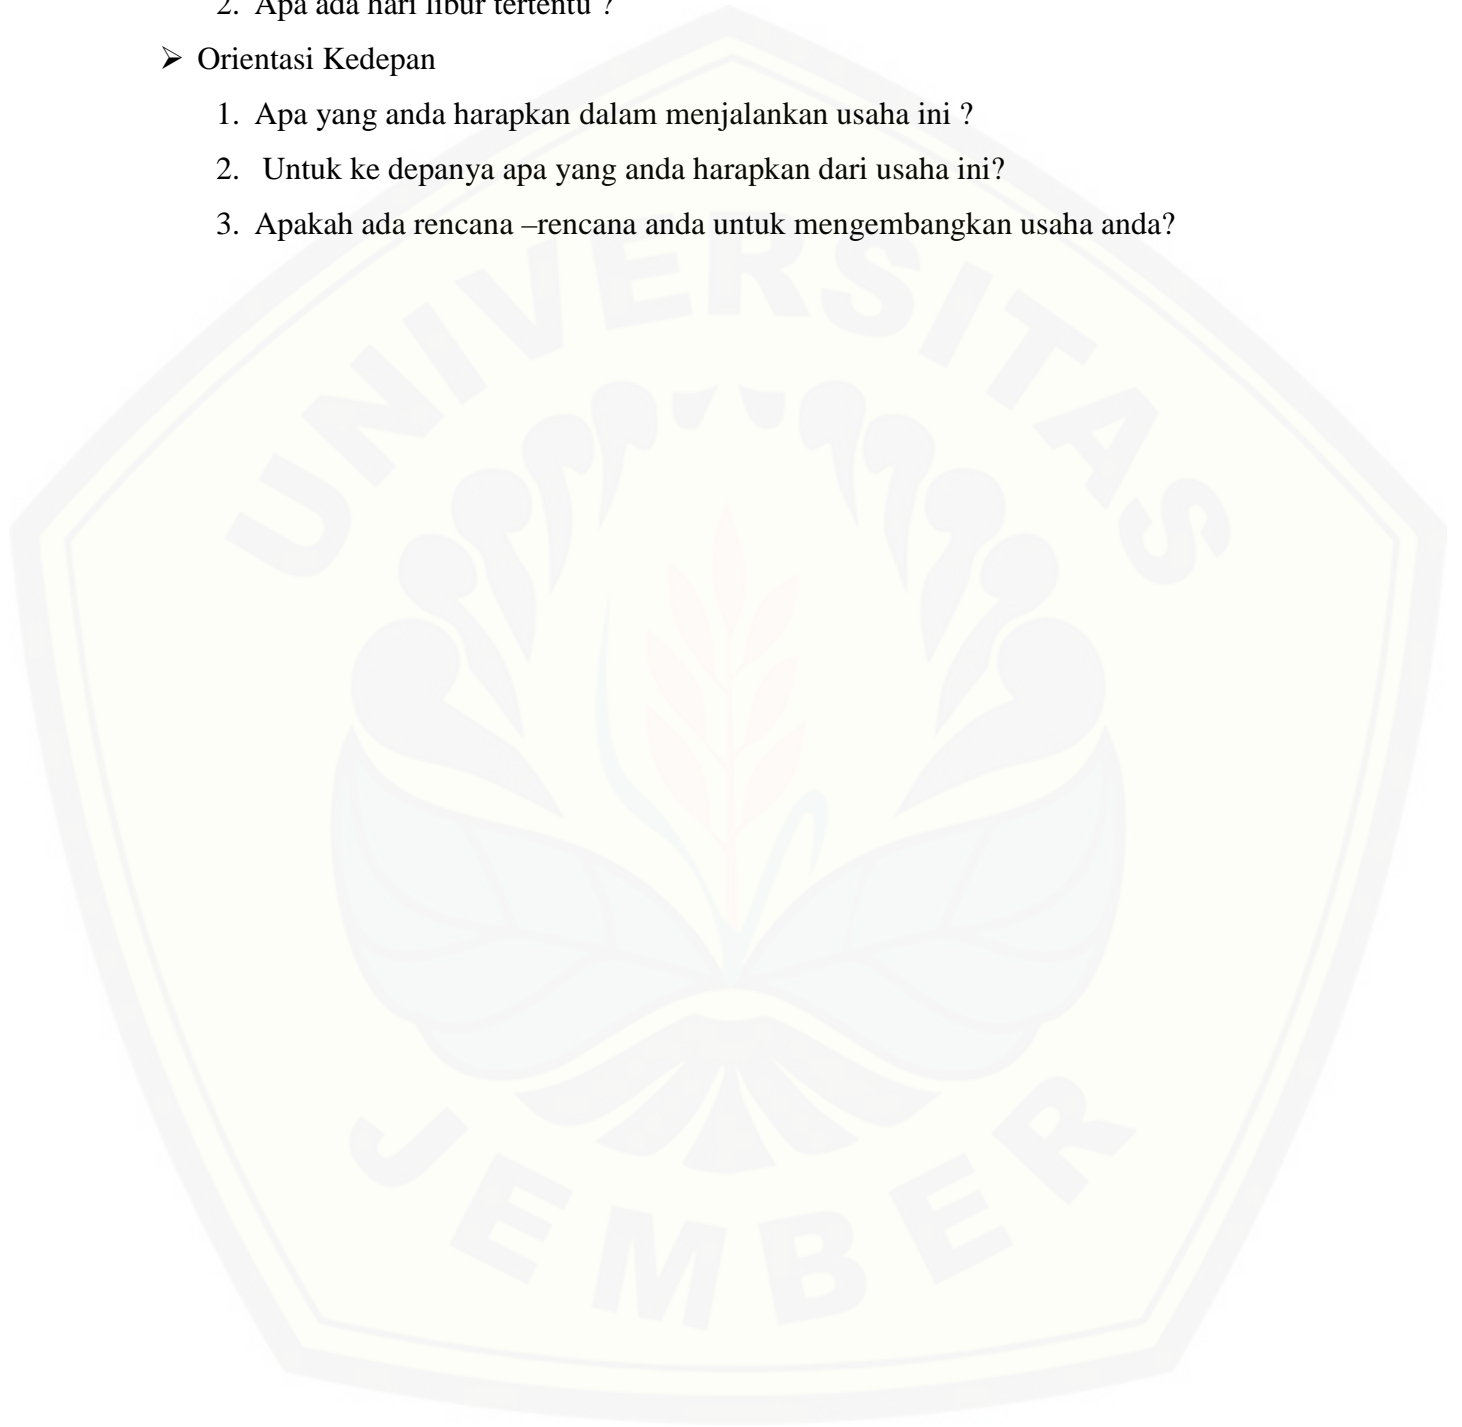 2. Apa ada hari libur tertentu ?
➢ Orientasi Kedepan
1. Apa yang anda harapkan dalam menjalankan usaha ini ?
2. Untuk ke depanya apa yang anda harapkan dari usaha ini?
3. Apakah ada rencana –rencana anda untuk mengembangkan usaha anda?
UNIVERSITAS
JEMBER